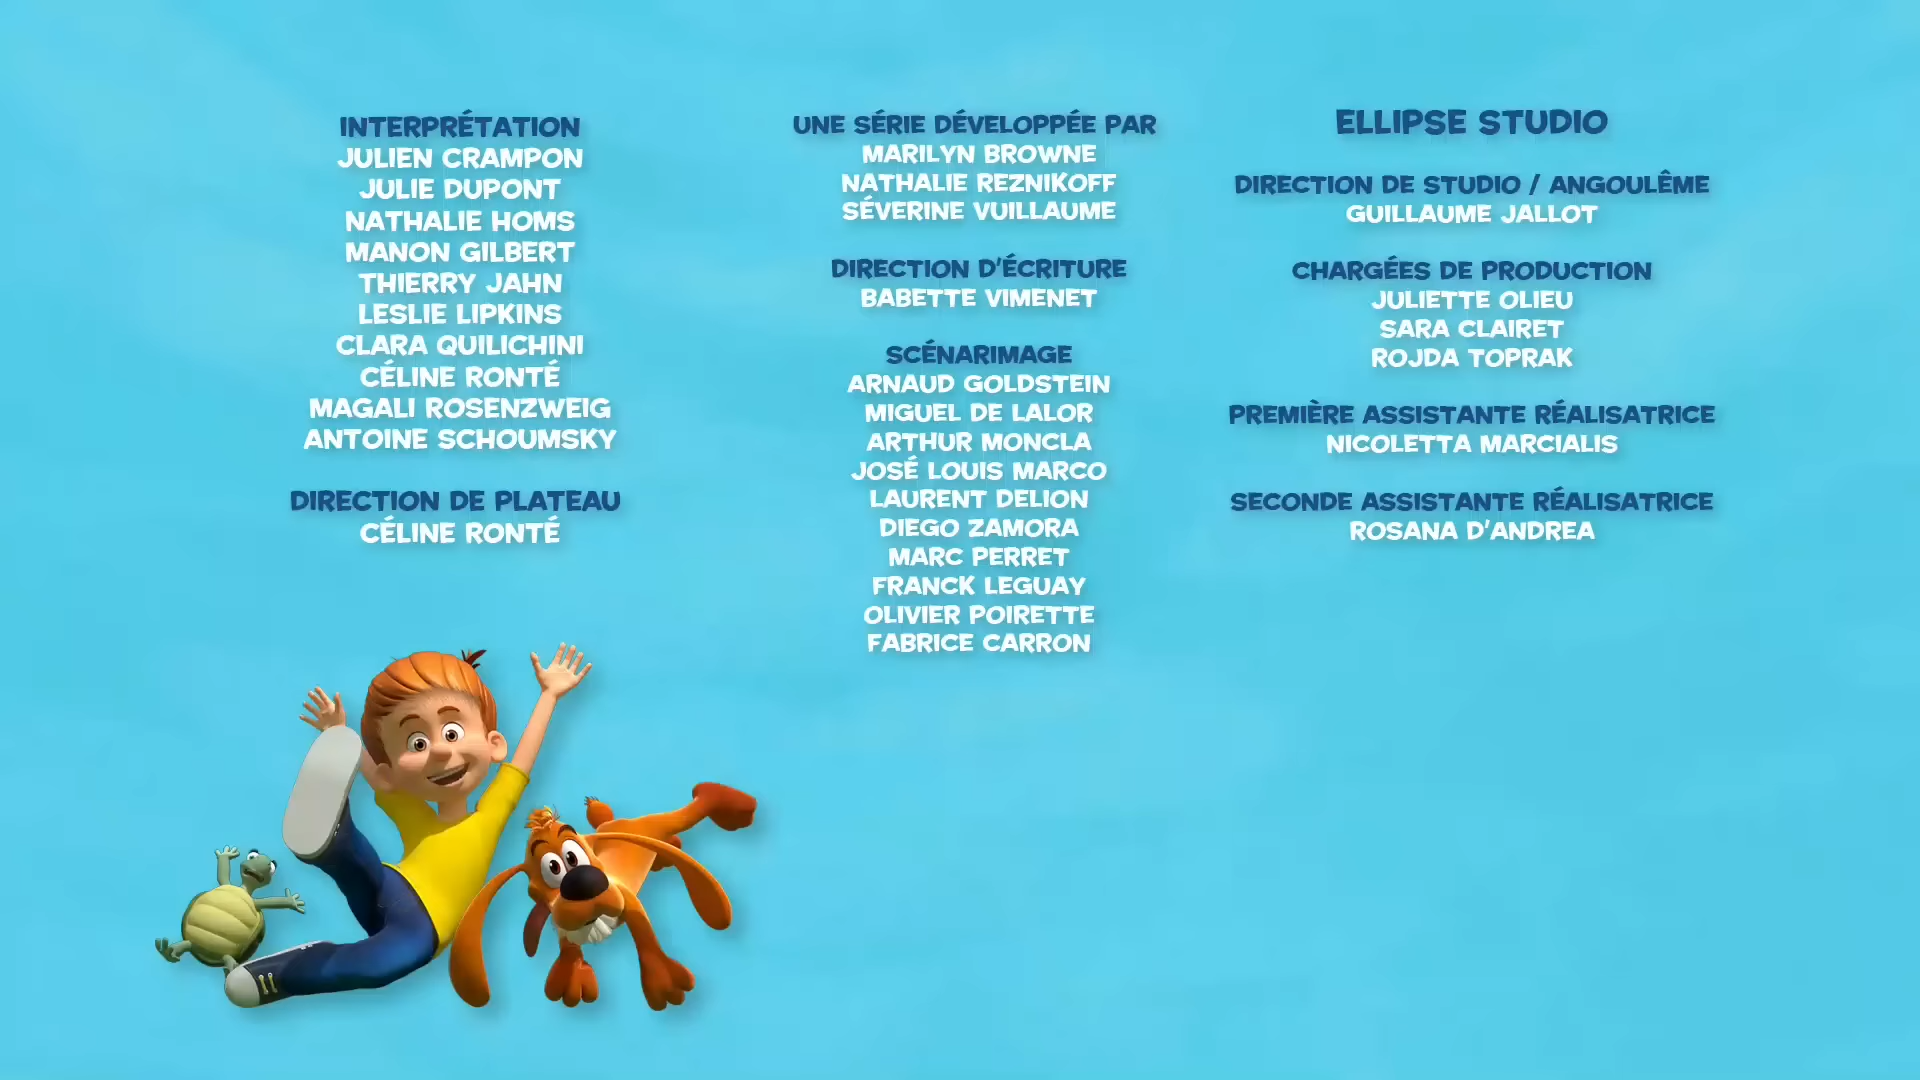 INTERPRÉTATION
JULIEN CRAMPON
JULIE DUPONT
NATHALIE HOMS
MANON GILBERT
THIERRY JAHN
LESLIE LIPKINS
CLARA QUILICHINI
CÉLINE RONTÉ
MAGALI ROSENZWEIG
ANTOINE SCHOUMSKY
DIRECTION DE PLATEAU
CÉLINE RONTÉ
UNE SÉRIE DÉVELOPPÉE PAR
MARILYN BROWNE
NATHALIE REZNIKOFF
SÉVERINE VUILLAUME
DIRECTION D'ÉCRITURE
BABETTE VIMENET
SCÉNARIMAGE
ARNAUD GOLDSTEIN
MIGUEL DE LALOR
ARTHUR MONCLA
JOSÉ LOUIS MARCO
LAURENT DELION
DIEGO ZAMORA
MARC PERRET
FRANCK LEGUAY
OLIVIER POIRETTE
FABRICE CARRON
ELLIPSE STUDIO
DIRECTION DE STUDIO / ANGOULÊME
GUILLAUME JALLOT
CHARGÉES DE PRODUCTION
JULIETTE OLIEU
SARA CLAIRET
ROJDA TOPRAK
PREMIÈRE ASSISTANTE RÉALISATRICE
NICOLETTA MARCIALIS
SECONDE ASSISTANTE RÉALISATRICE
ROSANA D'ANDREA